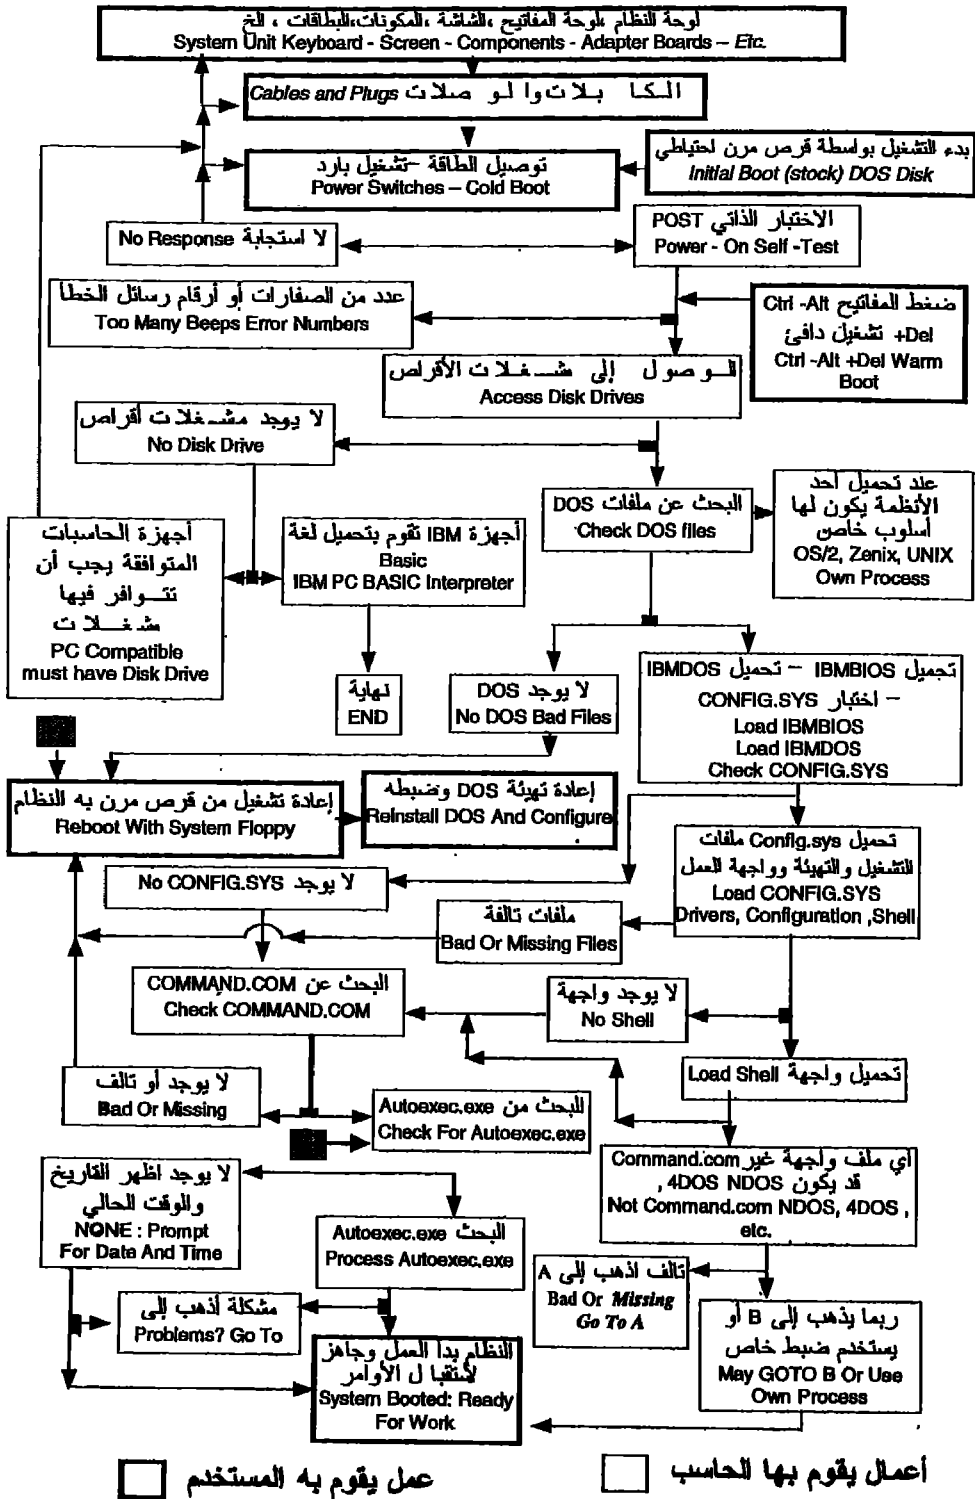 لوحة النظام ،لوحة المفاتيح ،الشاشة ،المكونات،البطاقات ، الخ
System Unit Keyboard - Screen - Components - Adapter Boards – Etc.
Cables and Plugs الكابلات والوصلات
توصيل الطاقة –تشغيل بارد
Power Switches – Cold Boot
بدء التشغيل بواسطة قرص مرن احتياطي
Initial Boot (stock) DOS Disk
لا استجابة No Response
الاختبار الذاتي POST
Power - On Self -Test
عدد من الصفارات أو أرقام رسائل الخطأ
Too Many Beeps Error Numbers
ضغط المفاتيح Ctrl -Alt
+Del تشغيل دافئ
Ctrl -Alt +Del Warm
Boot
الوصول إلى شغلات الأقراص
Access Disk Drives
لا يوجد مشغلات أقراص
No Disk Drive
البحث عن ملفات DOS
Check DOS files
عند تحميل أحد
الأنظمة يكون لها
أسلوب خاص
OS/2, Zenix, UNIX
Own Process
أجهزة الحاسبات
المتوافقة يجب أن
تتوافر فيها
مشغلات
PC Compatible
must have Disk Drive
أجهزة IBM تقوم بتحميل لغة
Basic
IBM PC BASIC Interpreter
نهاية
END
لا يوجد DOS
No DOS Bad Files
تجميل IBMBIOS – تحميل IBMDOS
– اختبار CONFIG.SYS
Load IBMBIOS
Load IBMDOS
Check CONFIG.SYS
إعادة تشغيل من قرص مرن به النظام
Reboot With System Floppy
إعادة تهيئة DOS وضبطه
Reinstall DOS And Configure
لا يوجد No CONFIG.SYS
تحميل Config.sys ملفات
التشغيل والتهيئة وواجهة العمل
Load CONFIG.SYS
Drivers, Configuration ,Shell
ملفات تالفة
Bad Or Missing Files
البحث عن COMMAND.COM
Check COMMAND.COM
لا يوجد واجهة
No Shell
تحميل واجهة Load Shell
لا يوجد أو تالف
Bad Or Missing
البحث من Autoexec.exe
Check For Autoexec.exe
أي ملف واجهة غير Command.com
قد يكون 4DOS NDOS ,
Not Command.com NDOS, 4DOS ,
etc.
لا يوجد اظهر التاريخ
والوقت الحالي
NONE : Prompt
For Date And Time
البحث Autoexec.exe
Process Autoexec.exe
تالف اذهب إلى A
Bad Or Missing
Go To A
مشكلة أذهب إلى
Problems? Go To
ربما يذهب إلى B أو
يستخدم ضبط خاص
May GOTO B Or Use
Own Process
النظام بدأ العمل وجاهز
لأستقبال الأوامر
System Booted: Ready
For Work
عمل يقوم به المستخدم
أعمال يقوم بها الحاسب